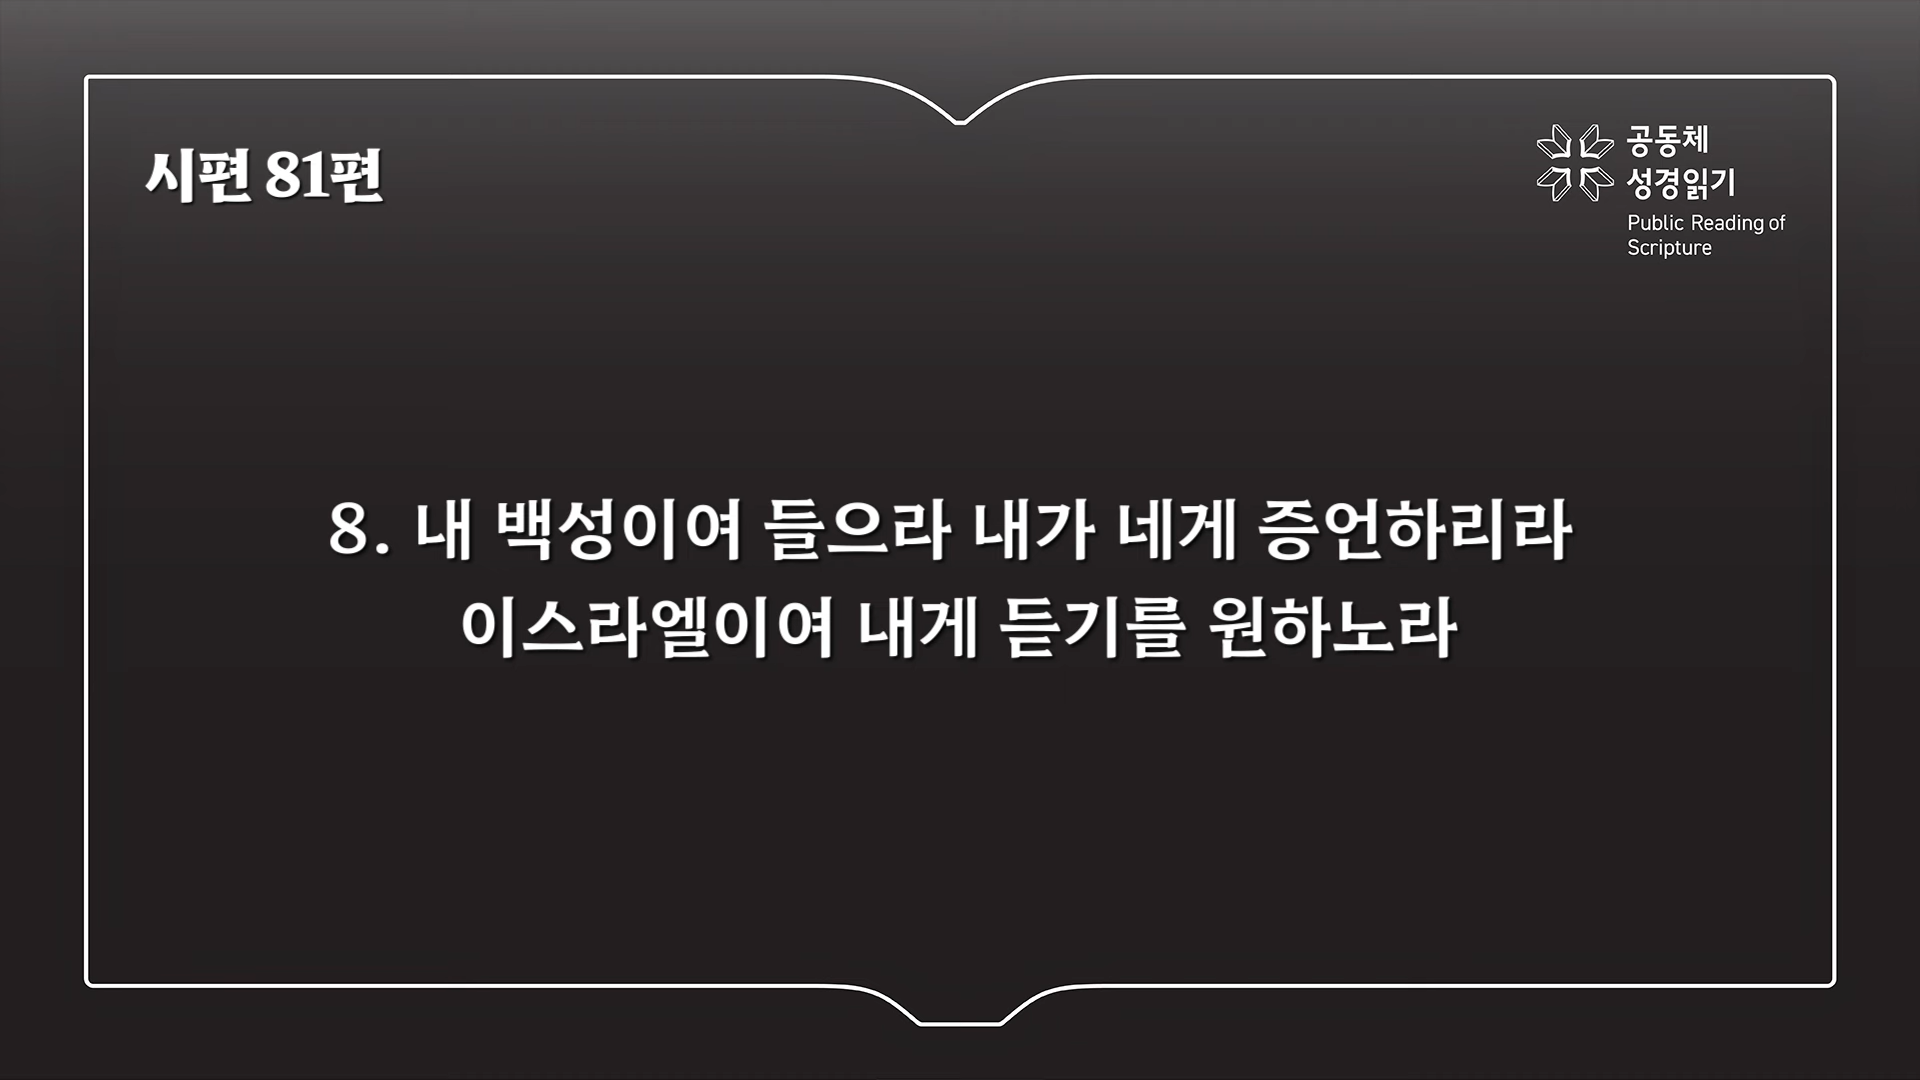 시편 81편
공동체
성경읽기
Public Reading of
Scripture
8. 내 백성이여 들으라 내가 네게 증언하리라
이스라엘이여 내게 듣기를 원하노라